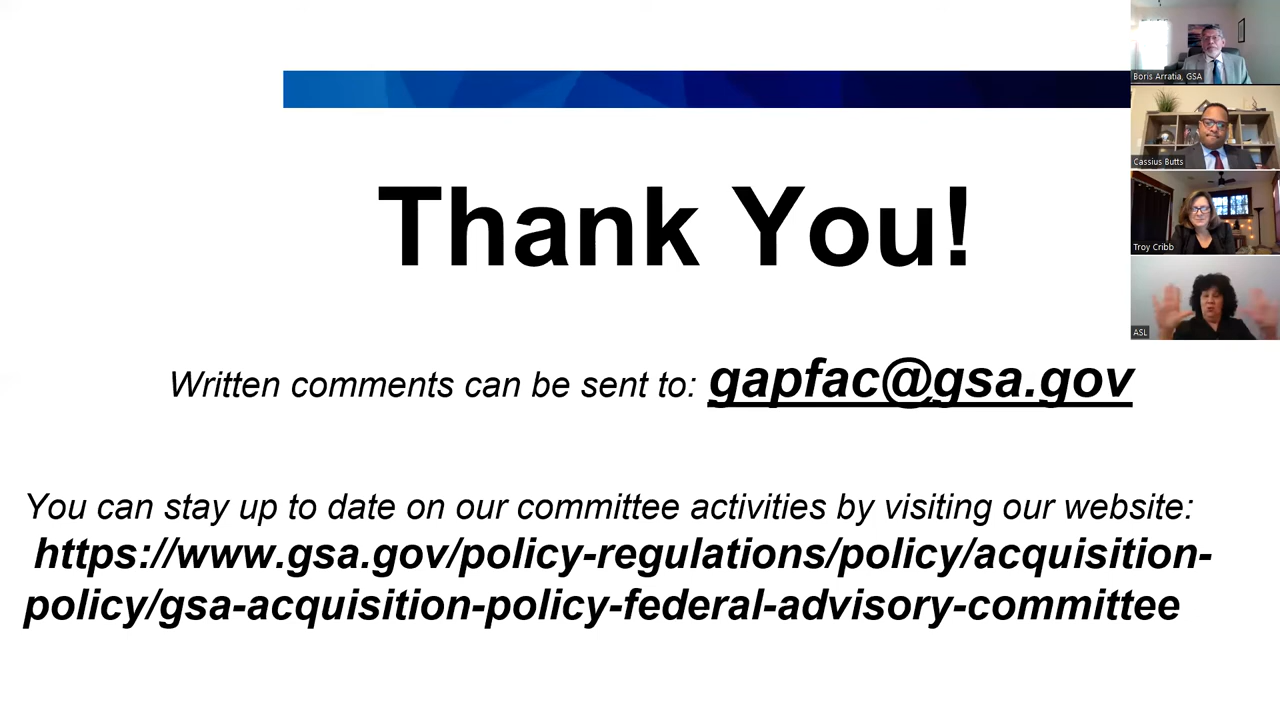 Thank You!
Written comments can be sent to: gapfac@gsa.gov
You can stay up to date on our committee activities by visiting our website:
https://www.gsa.gov/policy-regulations/policy/acquisition-
policy/gsa-acquisition-policy-federal-advisory-committee
Boris Arratia, GSA
Cassius Butts
Troy Cribb
ASL